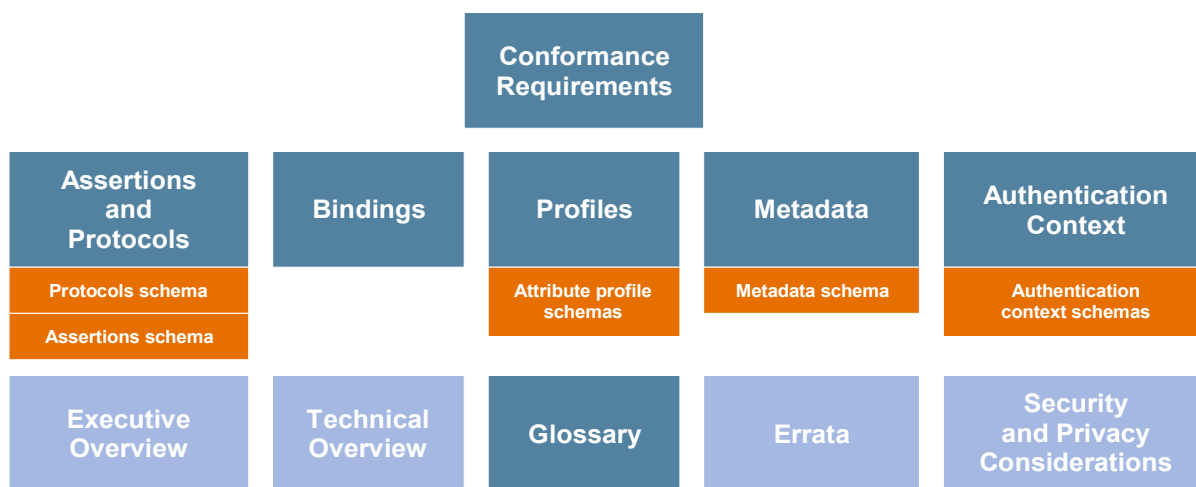 Conformance
Requirements
Assertions
and
Protocols
Bindings
Profiles
Metadata
Authentication
Context
Protocols schema
Assertions schema
Attribute profile
schemas
Metadata schema
Authentication
context schemas
Executive
Overview
Technical
Overview
Glossary
Errata
Security
and Privacy
Considerations